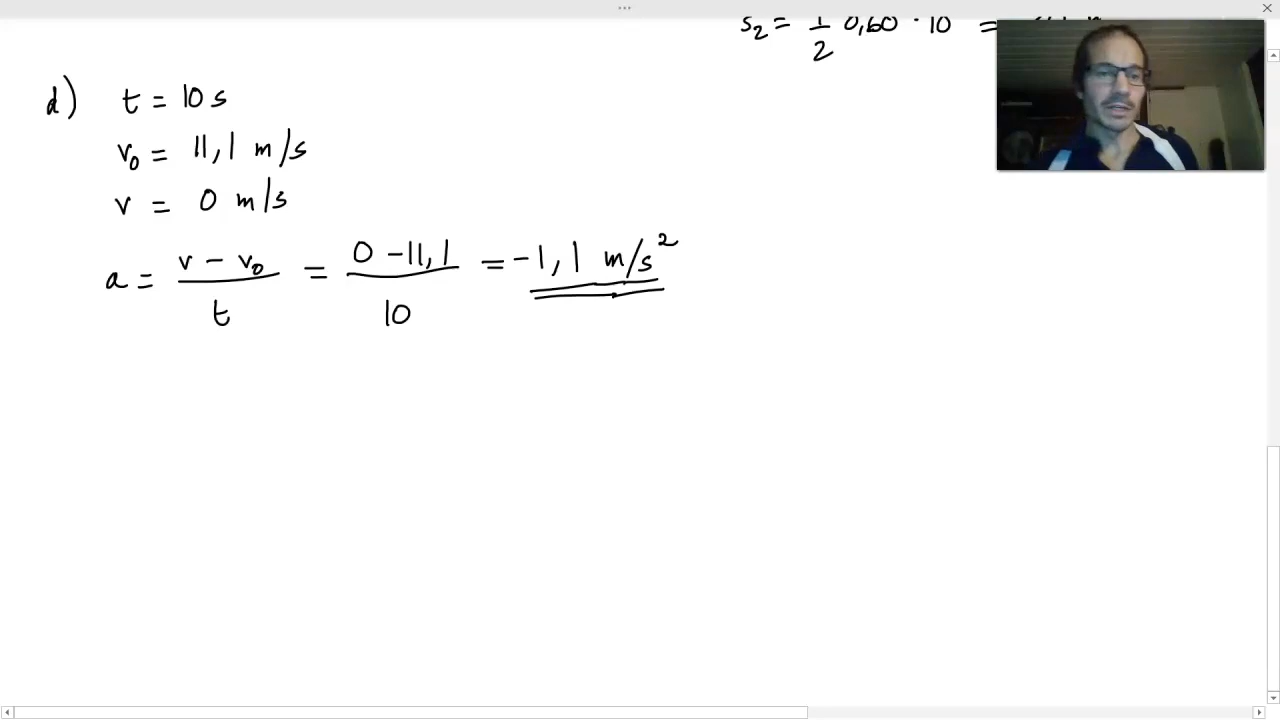 s₂ = 1/2 0,60 · 10 =
d) t = 10 s
v₀ = 11,1 m/s
v = 0 m/s
a = (v - v₀)/t = (0 - 11,1)/10 = -1,1 m/s²